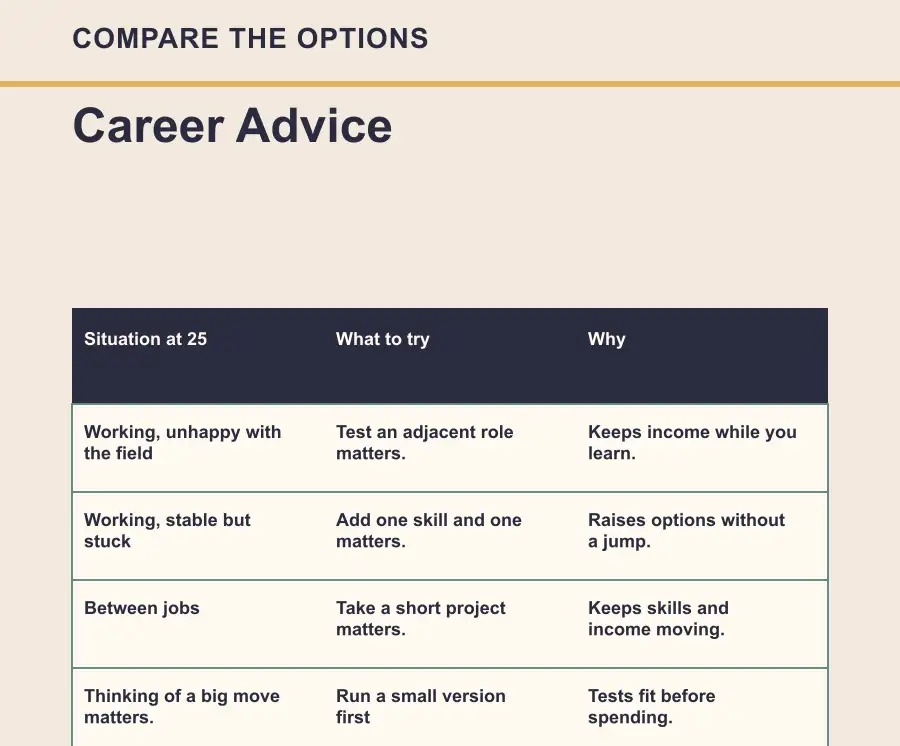 COMPARE THE OPTIONS
Career Advice
Situation at 25
What to try
Why
Working, unhappy with
the field
Test an adjacent role
matters.
Keeps income while you
learn.
Working, stable but
stuck
Add one skill and one
matters.
Raises options without
a jump.
Between jobs
Take a short project
matters.
Keeps skills and
income moving.
Thinking of a big move
matters.
Run a small version
first
Tests fit before
spending.